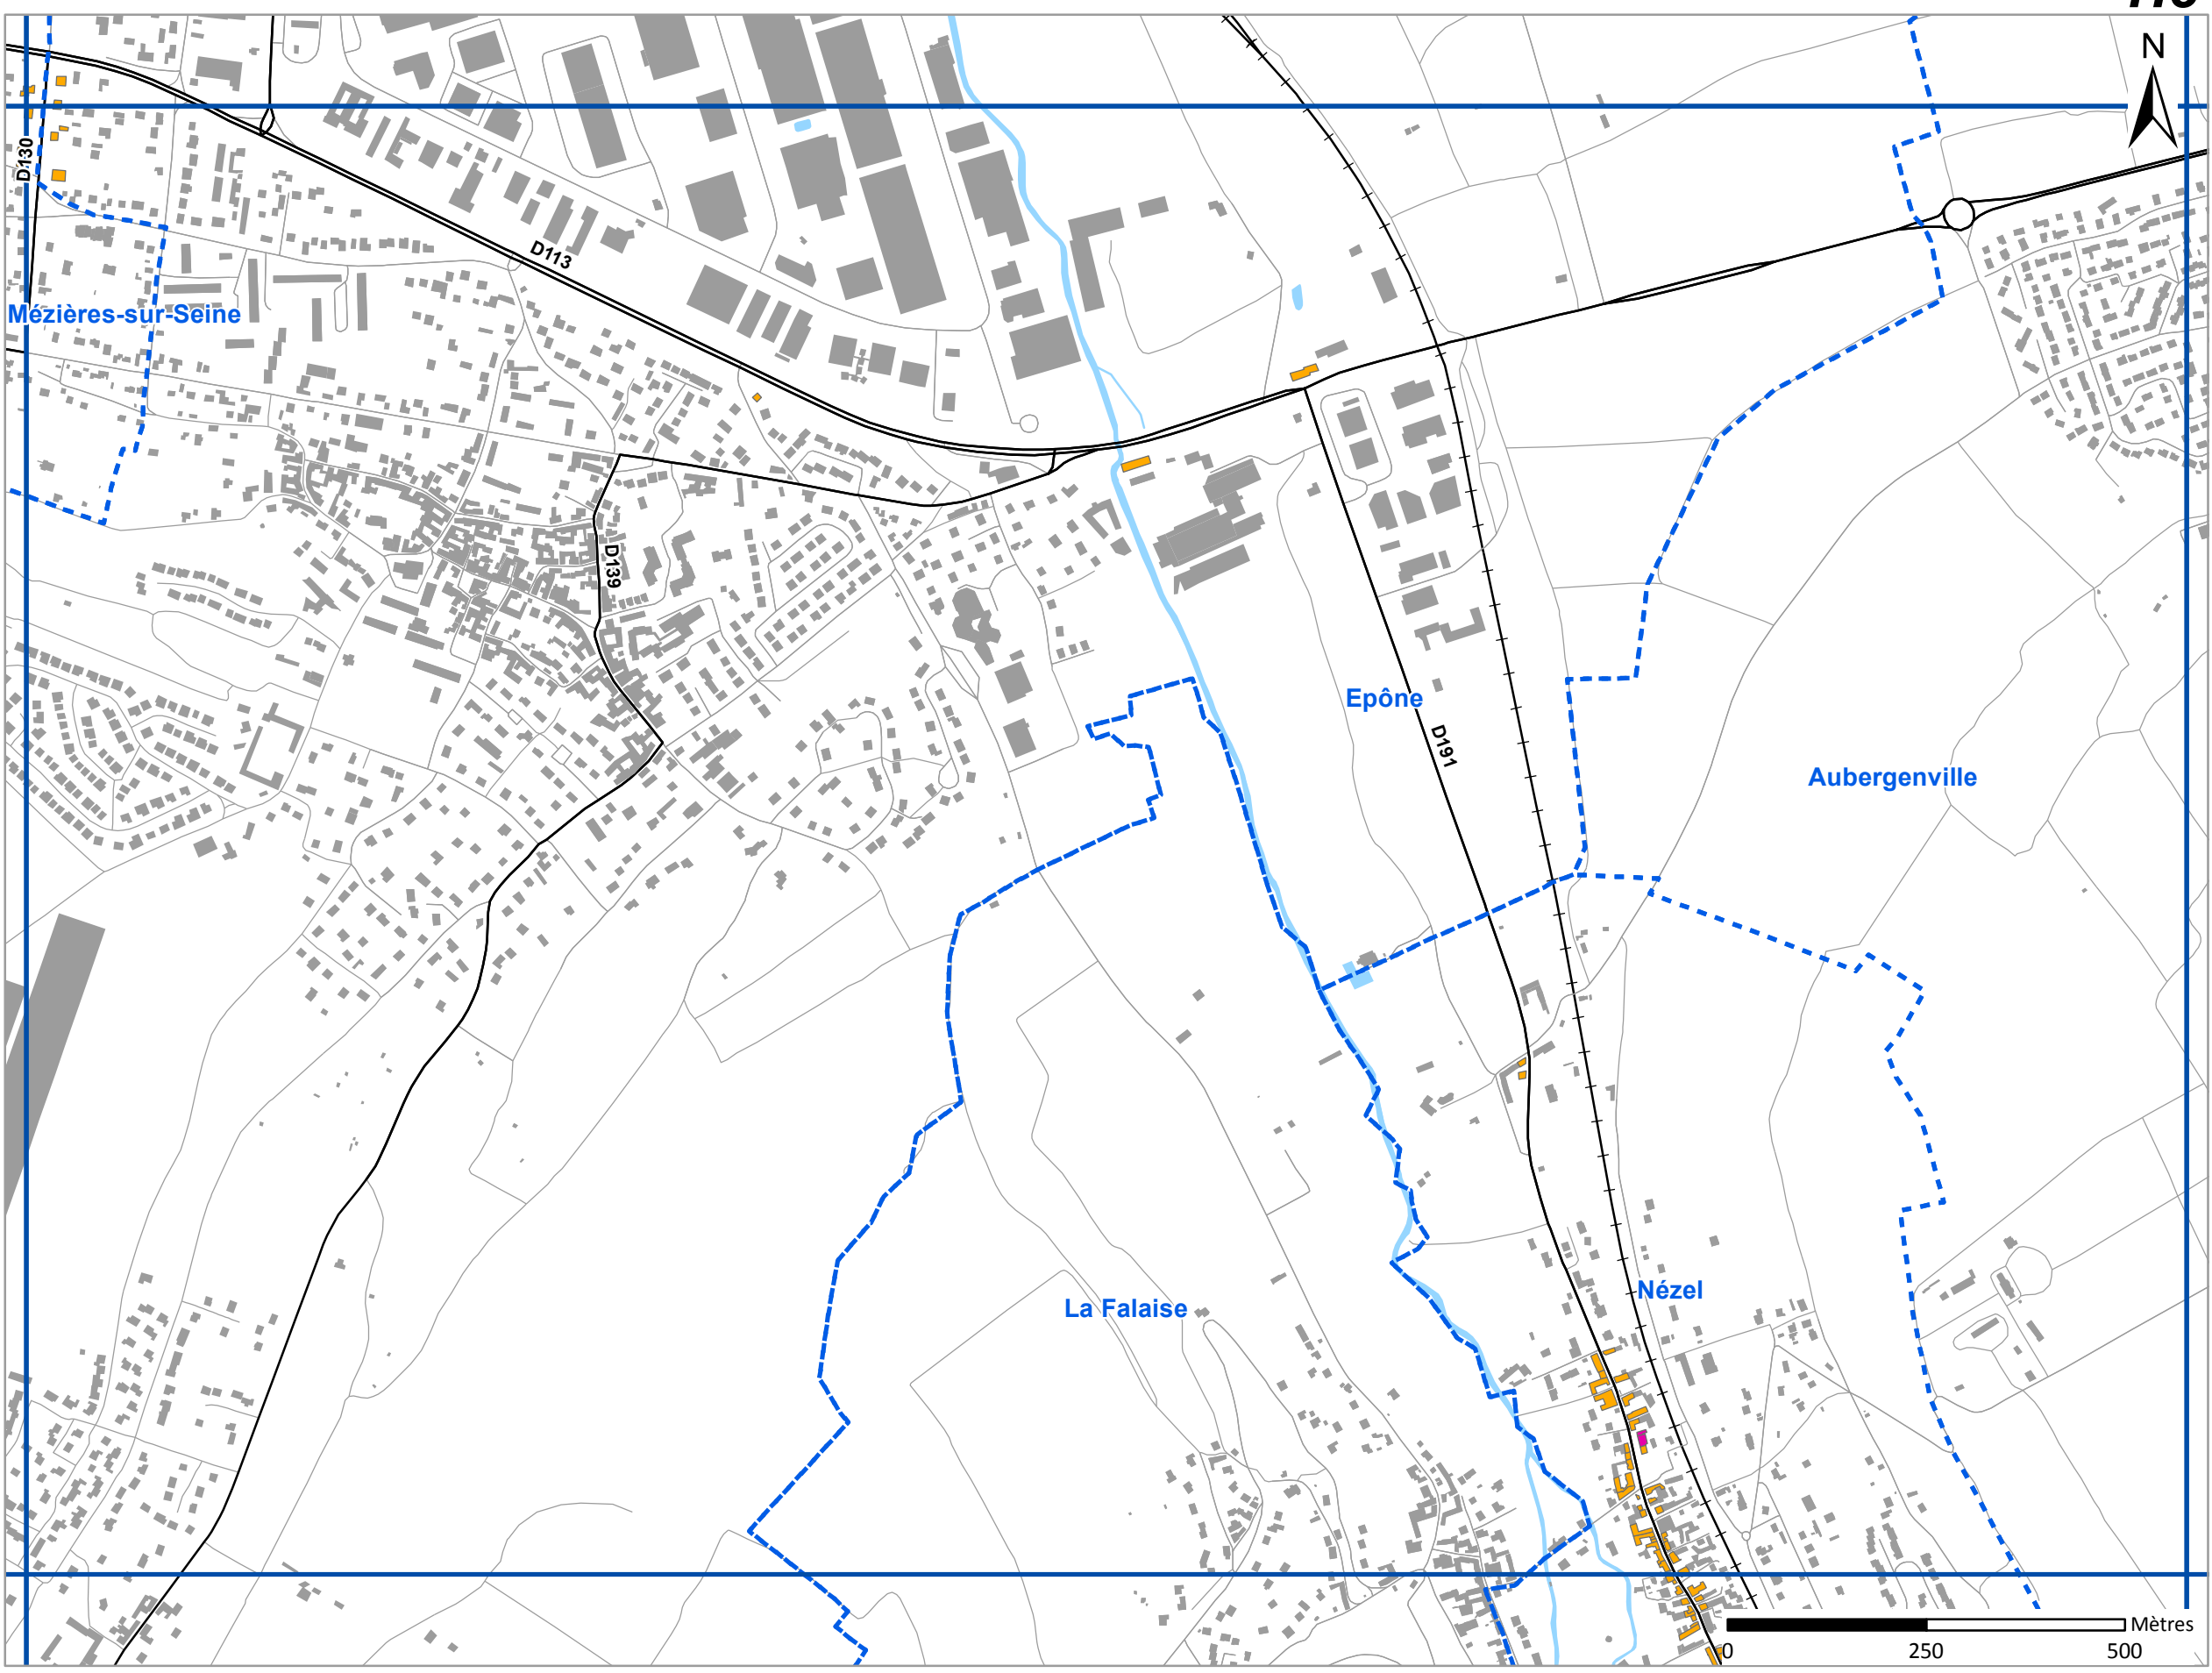 N
D130
D113
Mézières-sur-Seine
D139
Epône
D191
Aubergenville
Nézel
La Falaise
Mètres
0 250 500